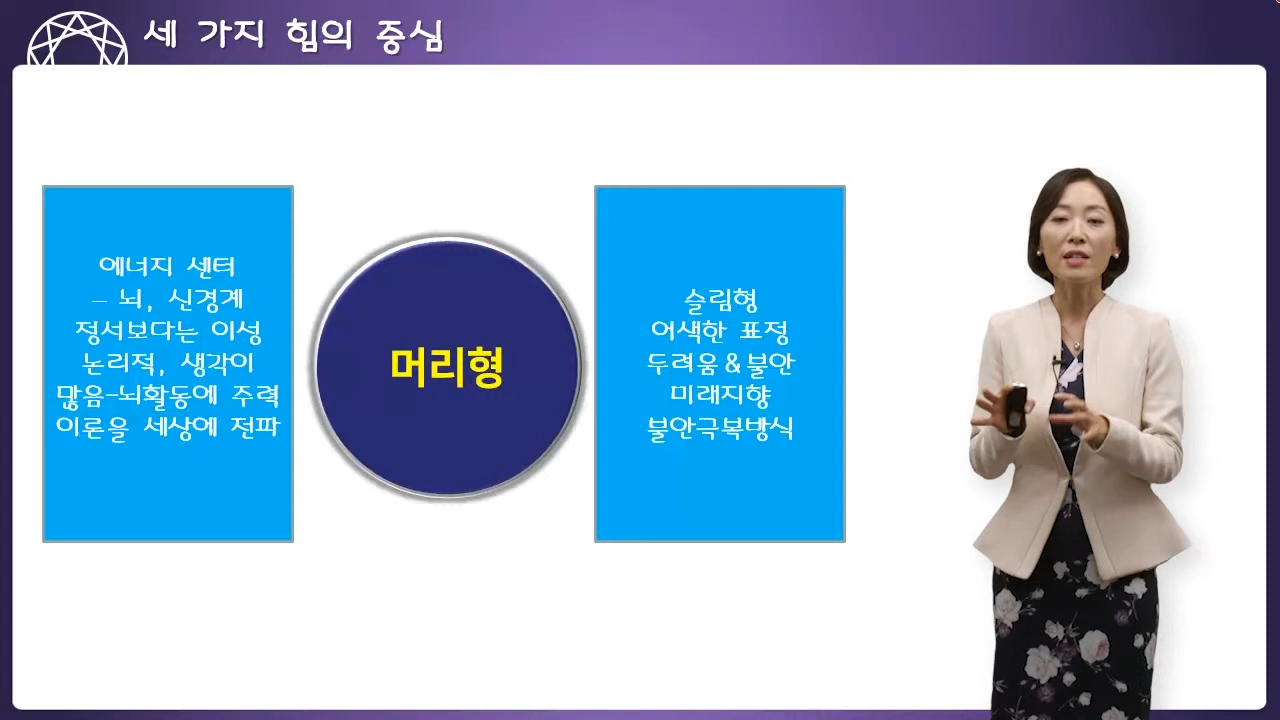 세 가지 힘의 중심
에너지 센터
– 뇌, 신경계
정서보다는 이성
논리적, 생각이
많음-뇌활동에 주력
이론을 세상에 전파
머리형
슬림형
어색한 표정
두려움&불안
미래지향
불안극복방식